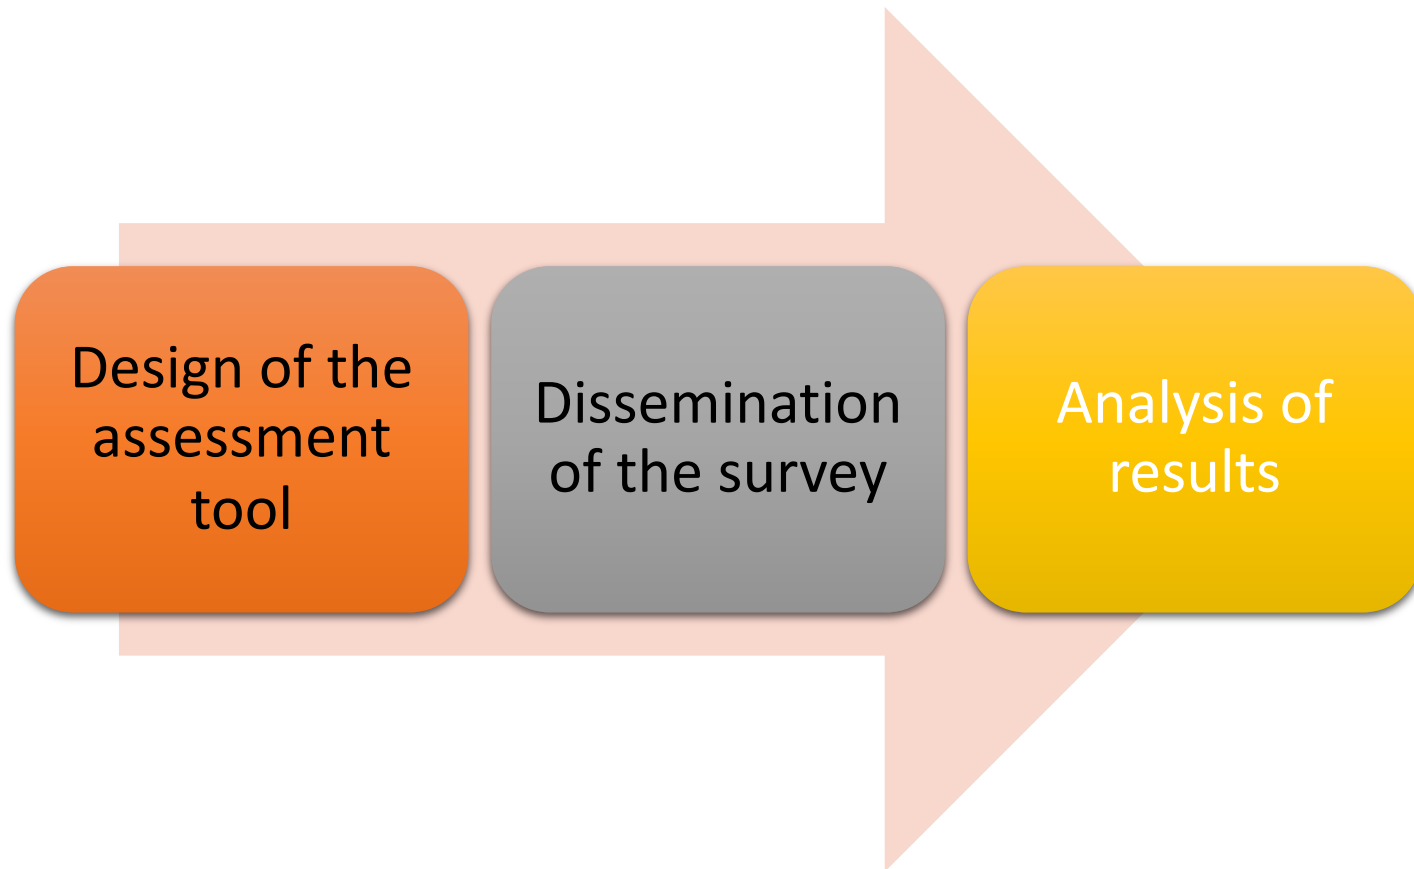 Design of the
assessment
tool
Dissemination
of the survey
Analysis of
results